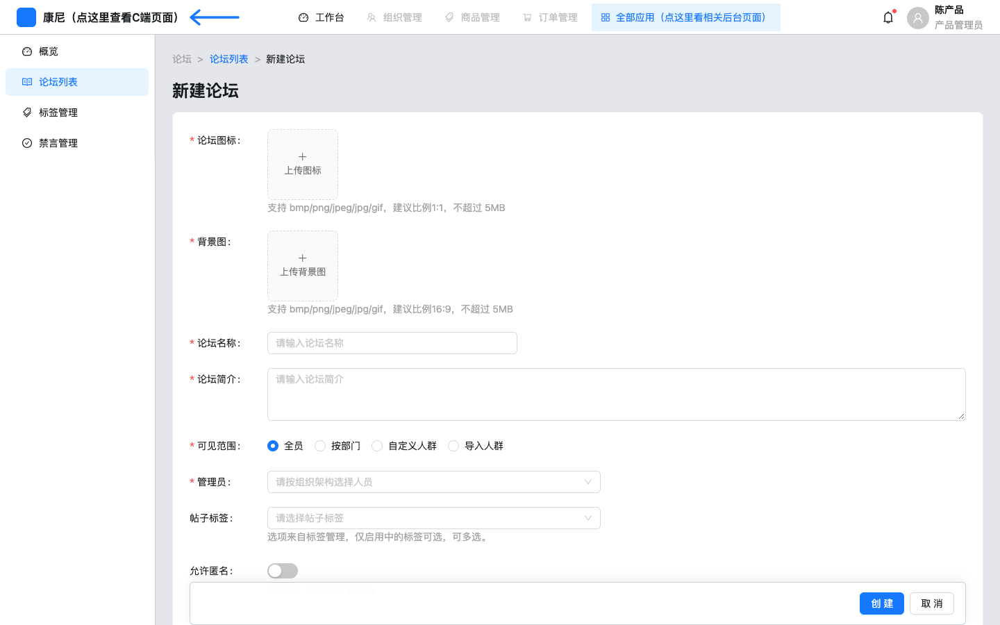 康尼（点这里查看C端页面）
工作台
组织管理
商品管理
订单管理
全部应用（点这里看相关后台页面）
陈产品
产品管理员
概览
论坛列表
标签管理
禁言管理
论坛 > 论坛列表 > 新建论坛
新建论坛
* 论坛图标：
上传图标
支持 bmp/png/jpeg/jpg/gif，建议比例1:1，不超过 5MB
* 背景图：
上传背景图
支持 bmp/png/jpeg/jpg/gif，建议比例16:9，不超过 5MB
* 论坛名称：
请输入论坛名称
* 论坛简介：
请输入论坛简介
* 可见范围：
全员
按部门
自定义人群
导入人群
* 管理员：
请按组织架构选择人员
帖子标签：
请选择帖子标签
选项来自标签管理，仅启用中的标签可选，可多选。
允许匿名：
创 建
取 消